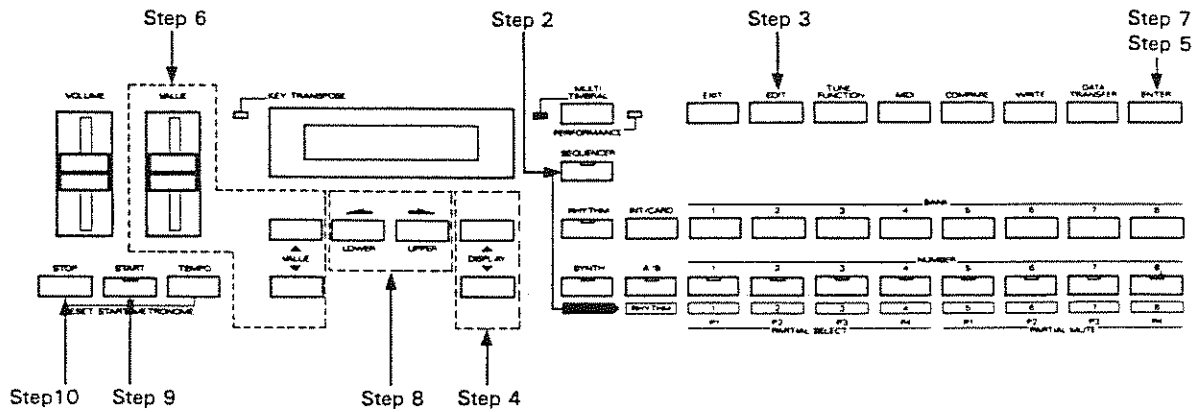 Step 6
Step 2
Step 3
Step 7
Step 5
VOLUME
VALUE
KEY TRANSPOSE
MULTI
TIMBRAL
PERFORMANCE
EXIT
EDIT
TUNE
FUNCTION
MIDI
COMPARE
WRITE
DATA
TRANSFER
ENTER
SEQUENCER
RHYTHM
INT/CARD
BANK
1 2 3 4 5 6 7 8
LOWER
UPPER
VALUE
DISPLAY
STOP
START
TEMPO
SYNTH
A/B
NUMBER
1 2 3 4 5 6 7 8
RHYTHM
1 2 3 4 5 6 7 8
P1 P2 P3 P4 P1 P2 P3 P4
PARTIAL SELECT
PARTIAL MUTE
Step10
Step 9
Step 8
Step 4